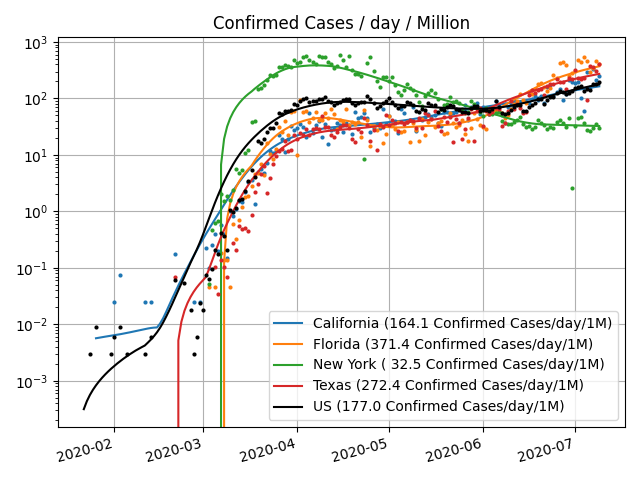 Confirmed Cases / day / Million
10³
10²
10¹
10⁰
10⁻¹
10⁻²
10⁻³
California (164.1 Confirmed Cases/day/1M)
Florida (371.4 Confirmed Cases/day/1M)
New York ( 32.5 Confirmed Cases/day/1M)
Texas (272.4 Confirmed Cases/day/1M)
US (177.0 Confirmed Cases/day/1M)
2020-02 2020-03 2020-04 2020-05 2020-06 2020-07